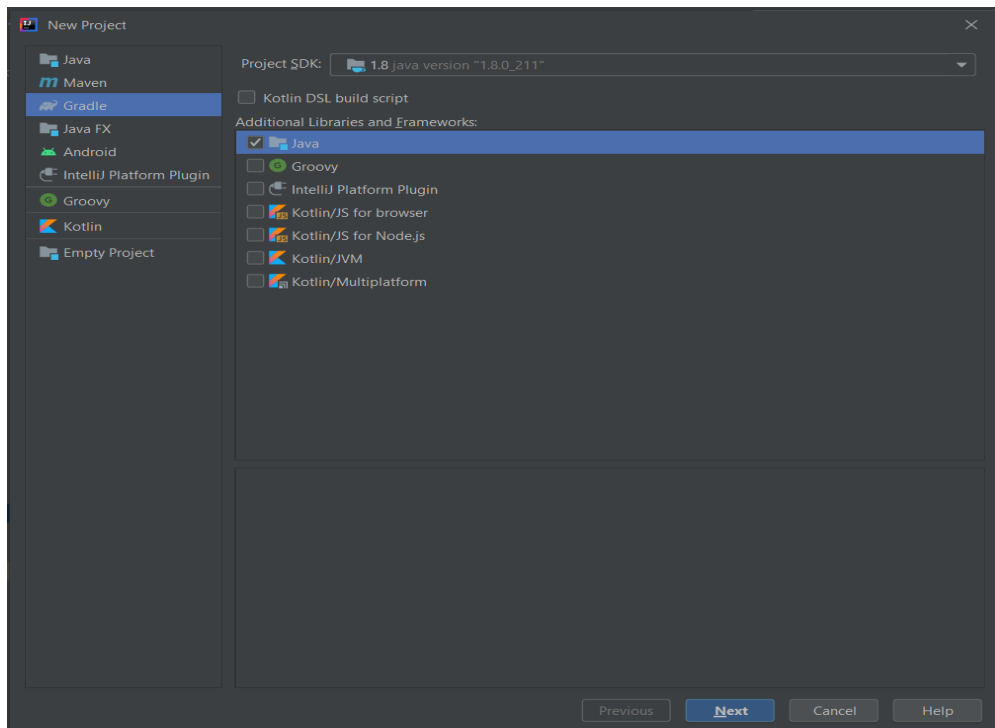 New Project
Java
Maven
Gradle
Java FX
Android
IntelliJ Platform Plugin
Groovy
Kotlin
Empty Project
Project SDK: 1.8 java version "1.8.0_211"
Kotlin DSL build script
Additional Libraries and Frameworks:
Java
Groovy
IntelliJ Platform Plugin
Kotlin/JS for browser
Kotlin/JS for Node.js
Kotlin/JVM
Kotlin/Multiplatform
Previous Next Cancel Help